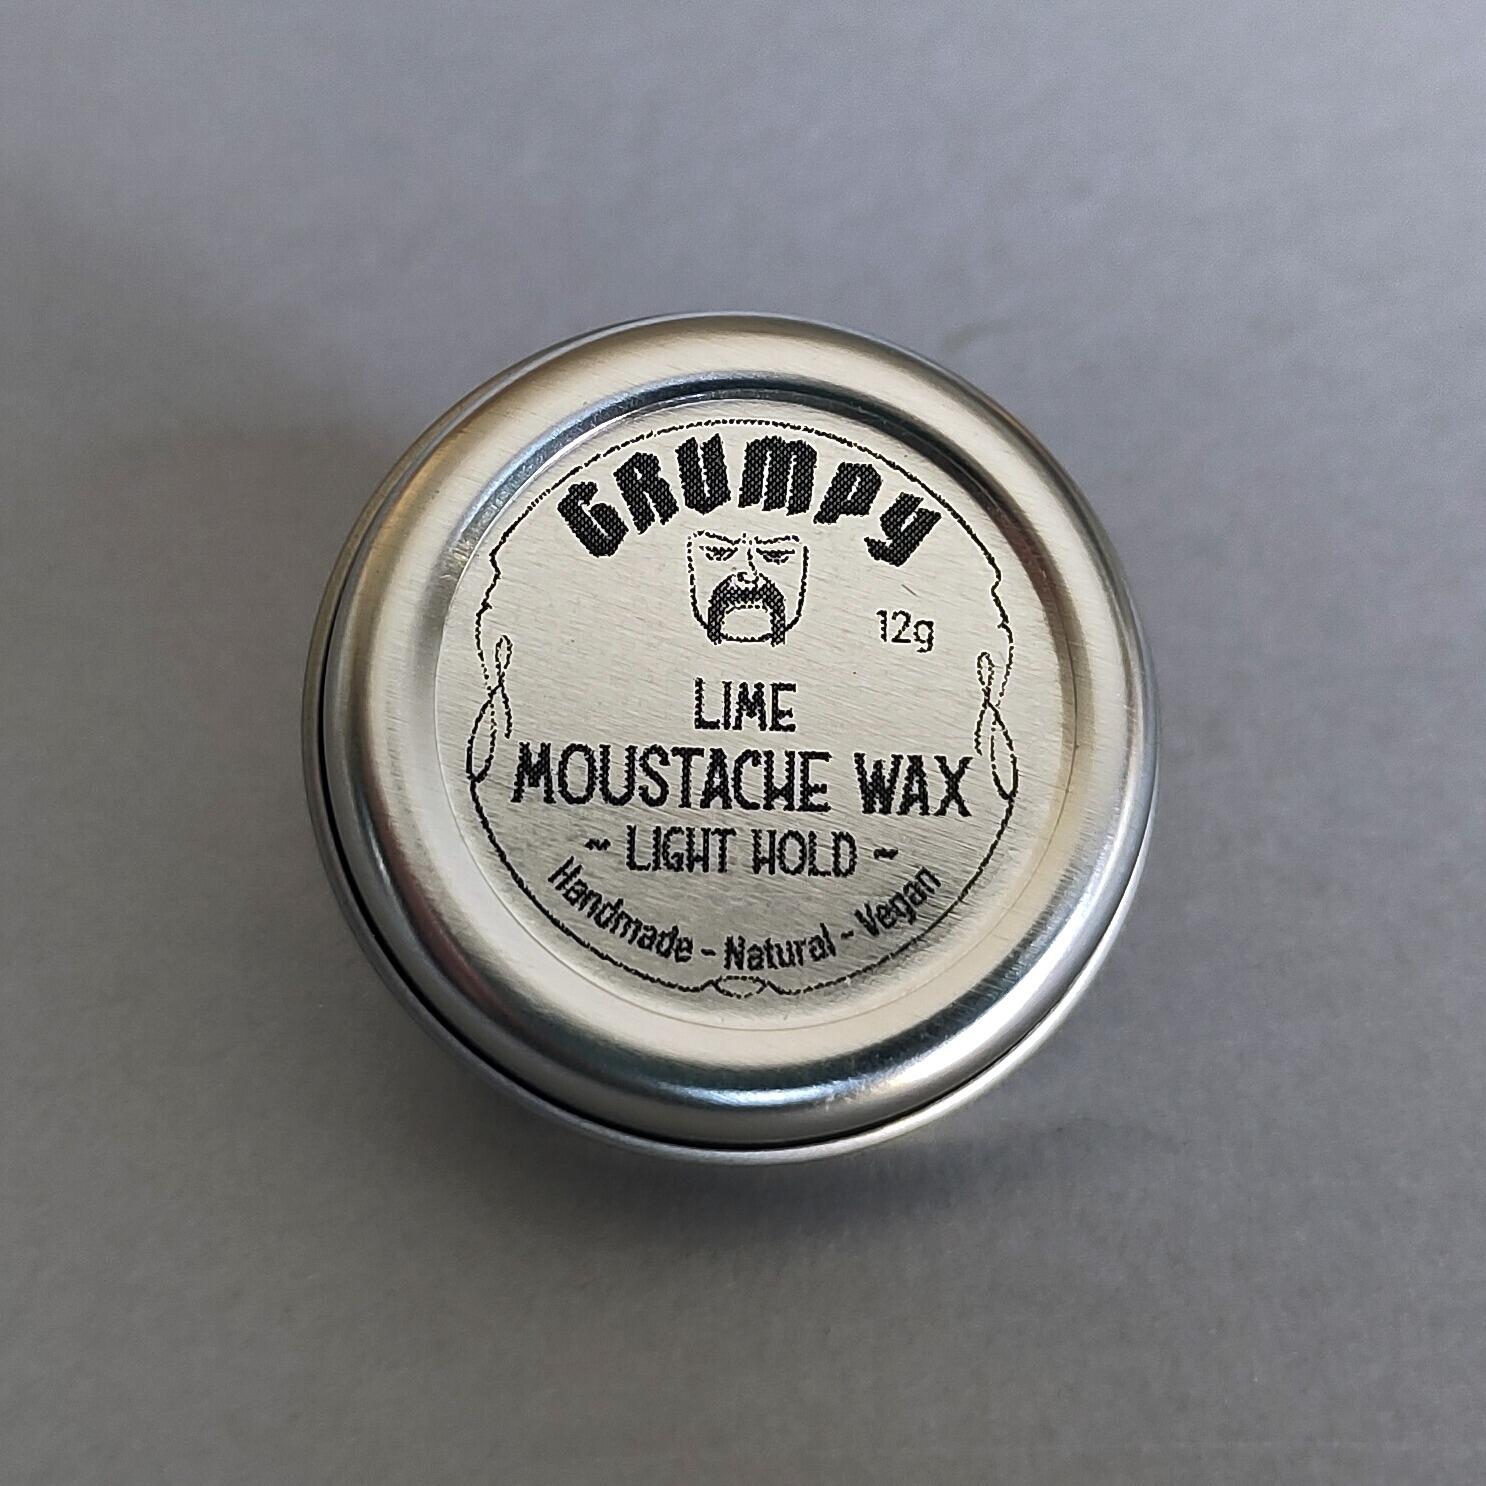 GRUMPY
12g
LIME
MOUSTACHE WAX
~ LIGHT HOLD ~
Handmade - Natural - Vegan